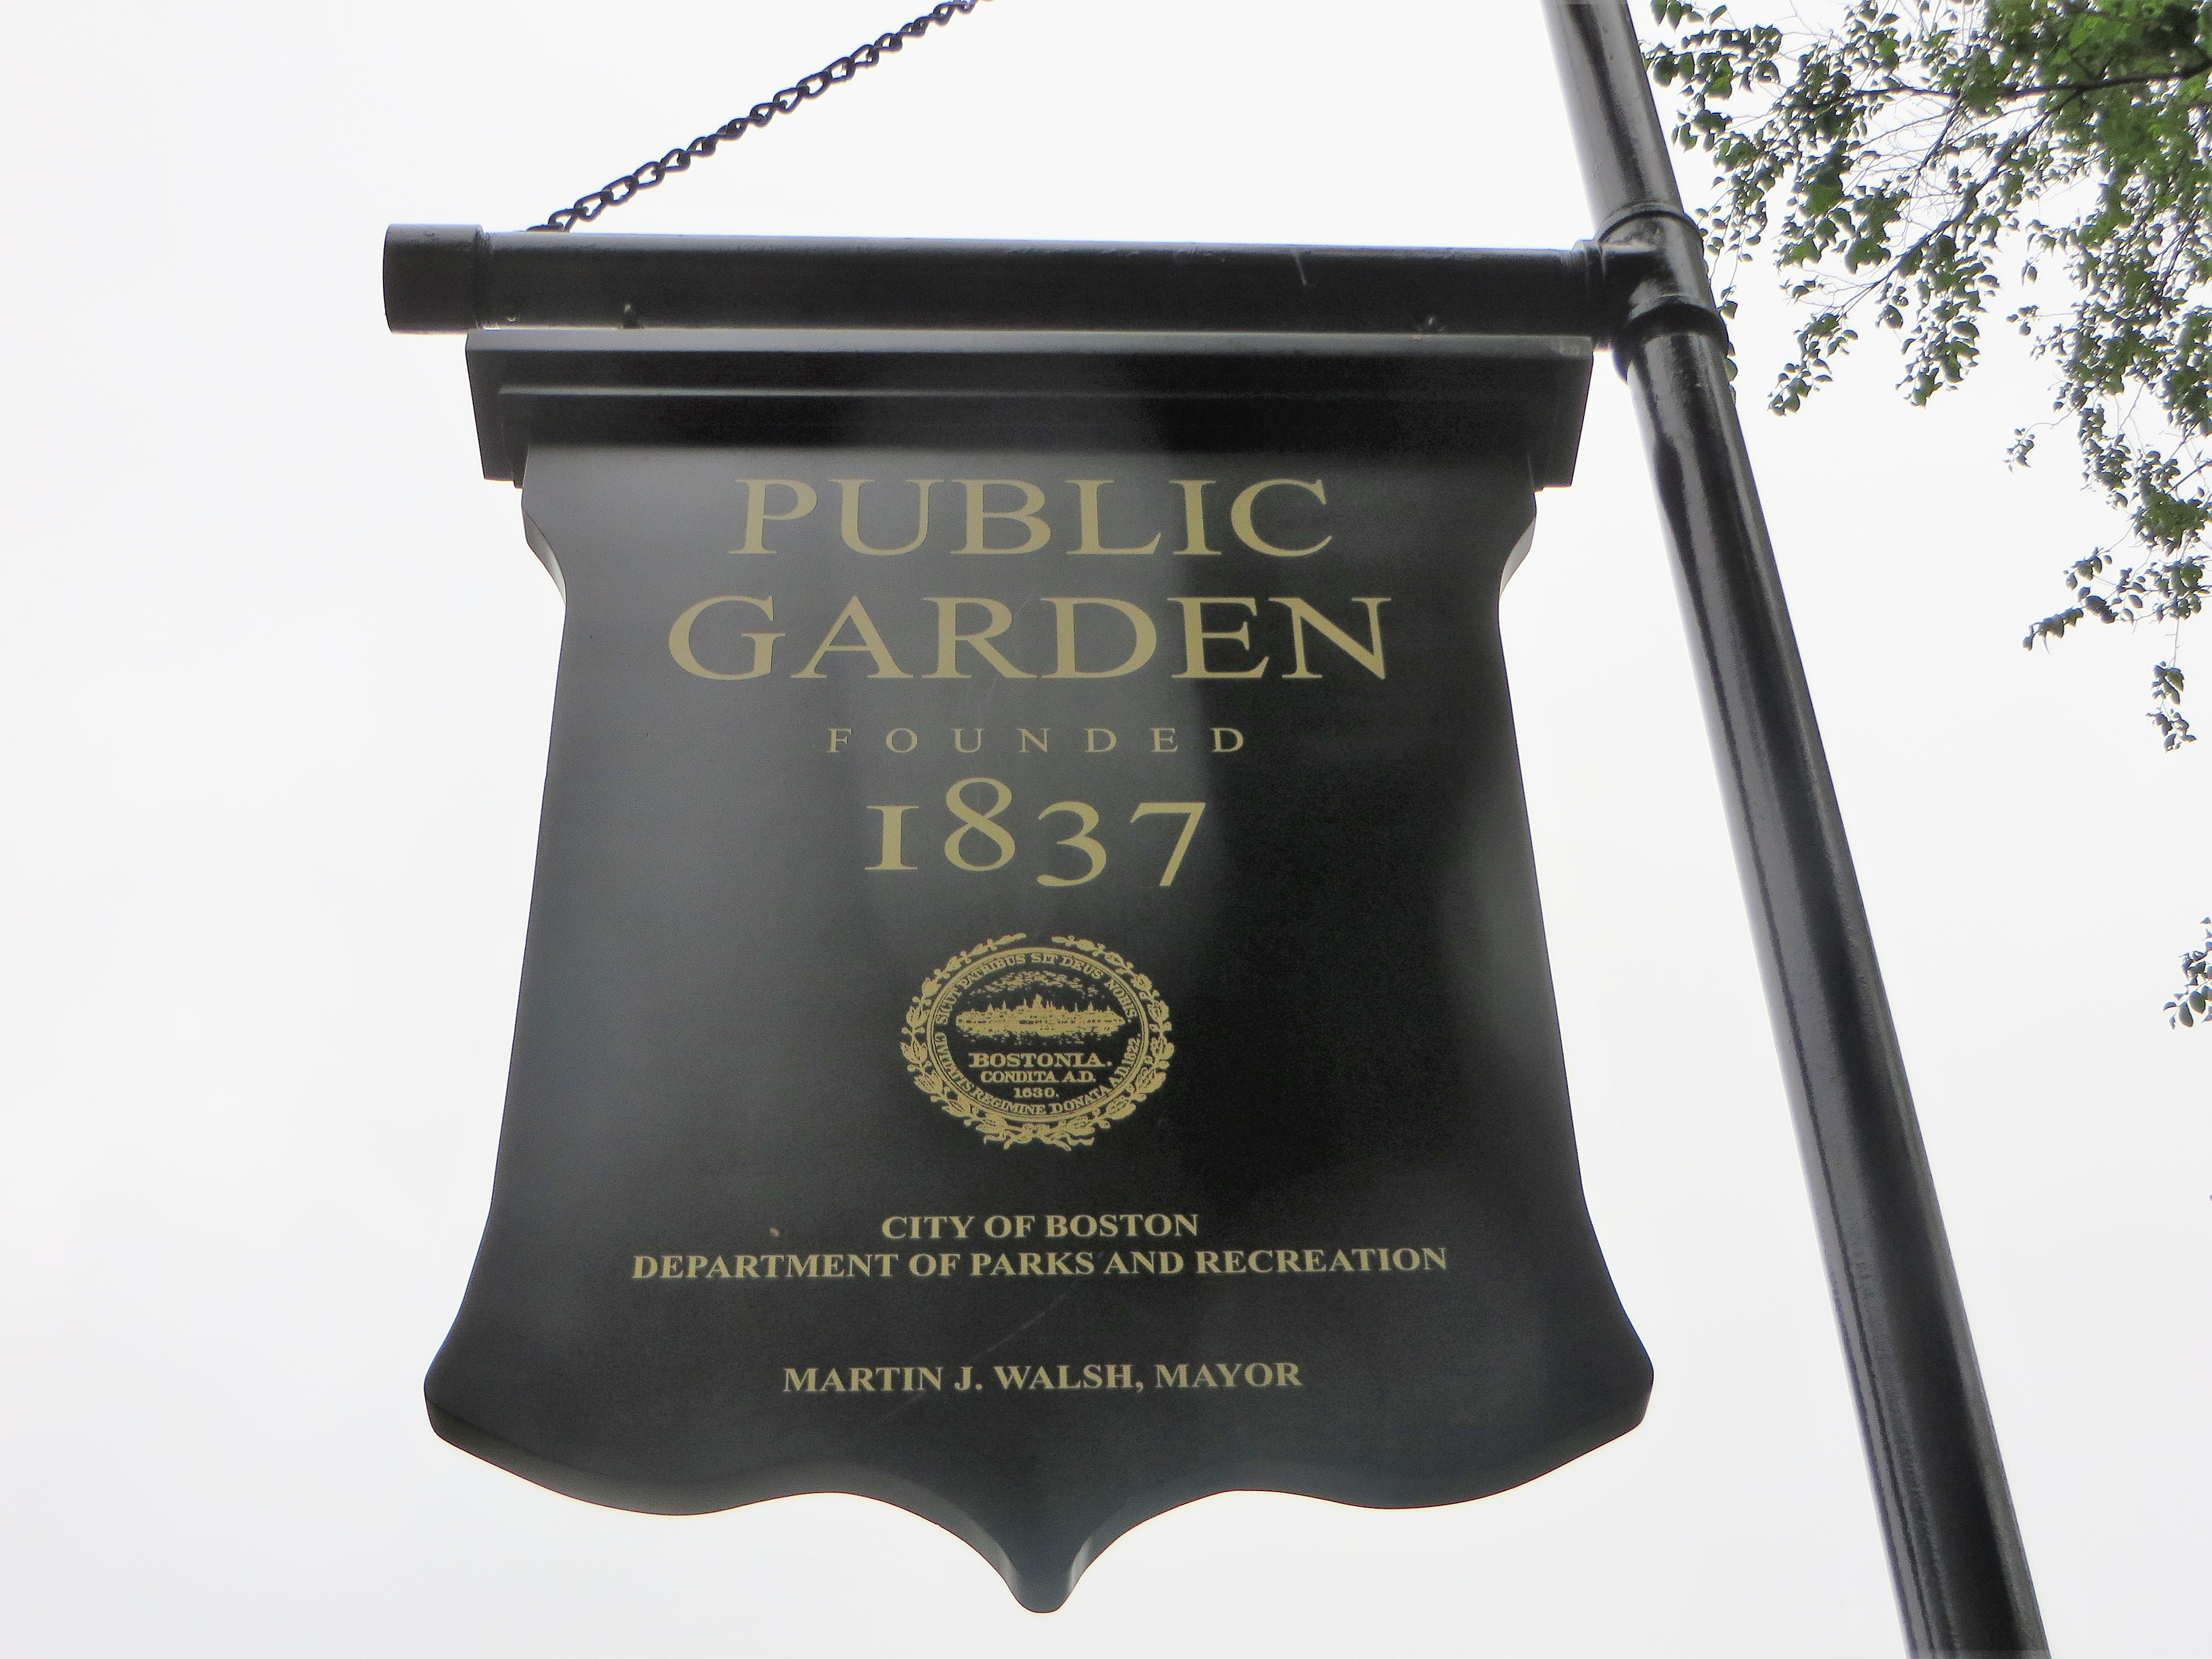 PUBLIC
GARDEN
FOUNDED
1837
SICUT PATRIBUS SIT DEUS NOBIS.
BOSTONIA.
CONDITA A.D.
1630.
CIVITATIS REGIMINE DONATA A.D. 1822.
CITY OF BOSTON
DEPARTMENT OF PARKS AND RECREATION
MARTIN J. WALSH, MAYOR